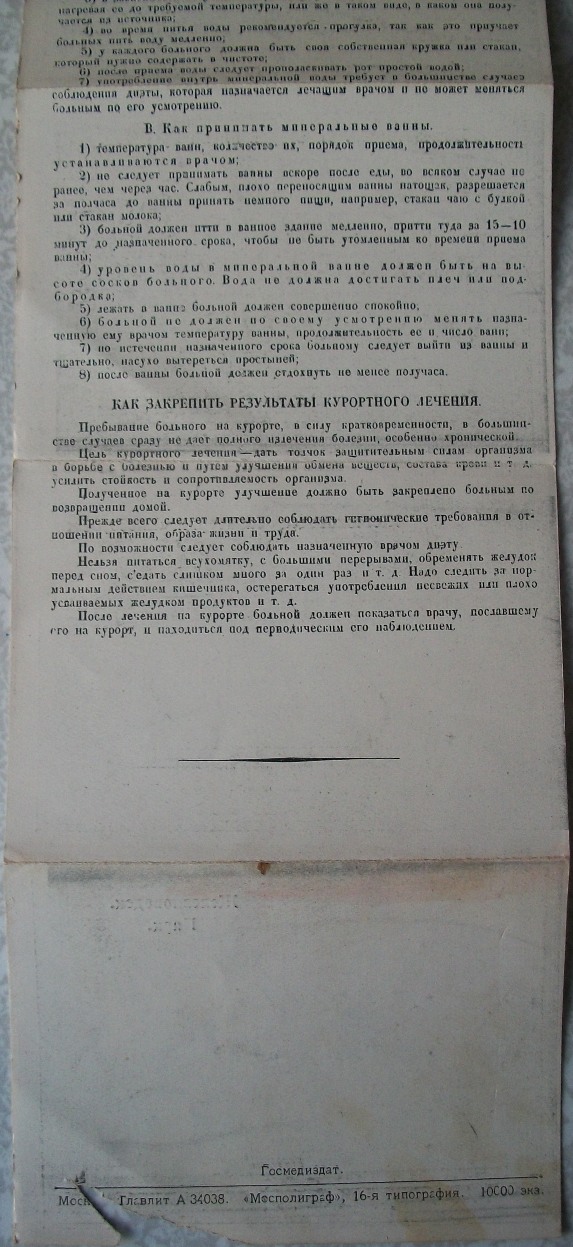 нагревая ее до требуемой температуры, или же в таком виде, в каком она полу-
чается из источника;
4) во время питья воды рекомендуется прогулка, так как это приучает
больных пить воду медленно;
5) у каждого больного должна быть своя собственная кружка или стакан,
который нужно содержать в чистоте;
6) после приема воды следует прополаскивать рот простой водой;
7) употребление внутрь минеральной воды требует в большинстве случаев
соблюдения диэты, которая назначается лечащим врачом и не может меняться
больным по его усмотрению.
В. Как принимать минеральные ванны.
1) температура ванн, количество их, порядок приема, продолжительность
устанавливаются врачом;
2) не следует принимать ванны вскоре после еды, во всяком случае не
ранее, чем через час. Слабым, плохо переносящим ванны натощак, разрешается
за полчаса до ванны принять немного пищи, например, стакан чаю с булкой
или стакан молока;
3) больной должен итти в ванное здание медленно, притти туда за 15—10
минут до назначенного срока, чтобы не быть утомленным ко времени приема
ванны;
4) уровень воды в минеральной ванне должен быть на вы-
соте сосков больного. Вода не должна достигать плеч или под-
бородка;
5) лежать в ванне больной должен совершенно спокойно,
6) больной не должен по своему усмотрению менять назна-
ченную ему врачом температуру ванны, продолжительность ее и число ванн;
7) по истечении назначенного срока больному следует выйти из ванны и
тщательно, насухо вытереться простыней;
8) после ванны больной должен отдохнуть не менее получаса.
КАК ЗАКРЕПИТЬ РЕЗУЛЬТАТЫ КУРОРТНОГО ЛЕЧЕНИЯ.
Пребывание больного на курорте, в силу кратковременности, в большин-
стве случаев сразу не дает полного излечения болезни, особенно хронической.
Цель курортного лечения—дать толчок защитительным силам организма
в борьбе с болезнью и путем улучшения обмена веществ, состава крови и т. д.
усилить стойкость и сопротивляемость организма.
Полученное на курорте улучшение должно быть закреплено больным по
возвращении домой.
Прежде всего следует длительно соблюдать гигиенические требования в от-
ношении питания, образа жизни и труда.
По возможности следует соблюдать назначенную врачом диэту
Нельзя питаться всухомятку, с большими перерывами, обременять желудок
перед сном, с'едать слишком много за один раз и т. д. Надо следить за нор-
мальным действием кишечника, остерегаться употребления несвежих или плохо
усваиваемых желудком продуктов и т. д.
После лечения на курорте больной должен показаться врачу, пославшему
его на курорт, и находиться под периодическим его наблюдением.
Госмедиздат.
Главлит А 34038. «Мосполиграф», 16-я типография. 10000 экз.